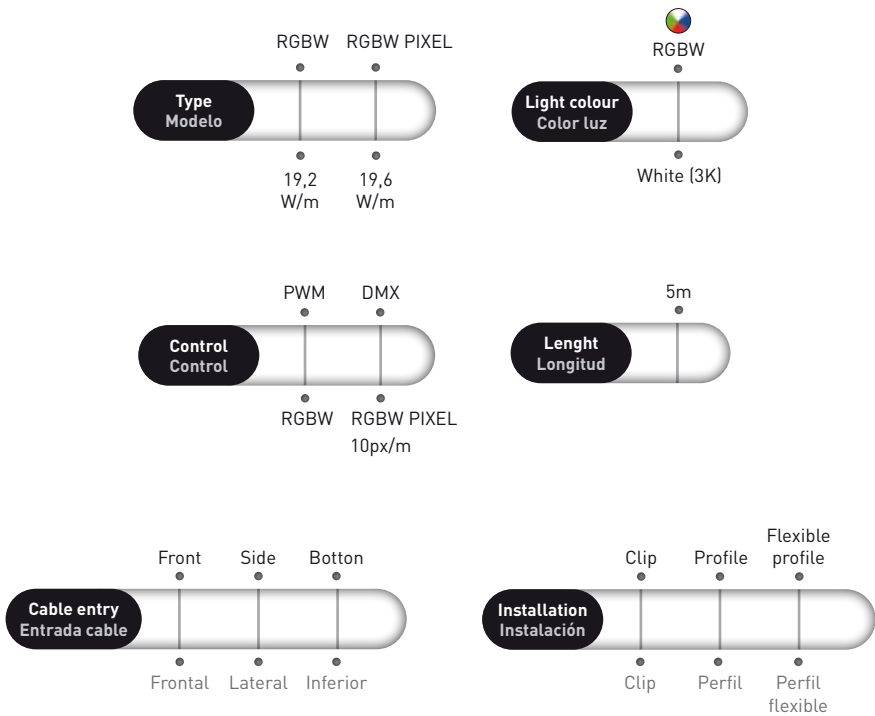 RGBW RGBW PIXEL
Type
Modelo
19,2 19,6
W/m W/m
RGBW
Light colour
Color luz
White (3K)
PWM DMX
Control
Control
RGBW RGBW PIXEL
10px/m
5m
Lenght
Longitud
Front Side Botton
Cable entry
Entrada cable
Frontal Lateral Inferior
Flexible
Clip Profile profile
Installation
Instalación
Clip Perfil Perfil
flexible